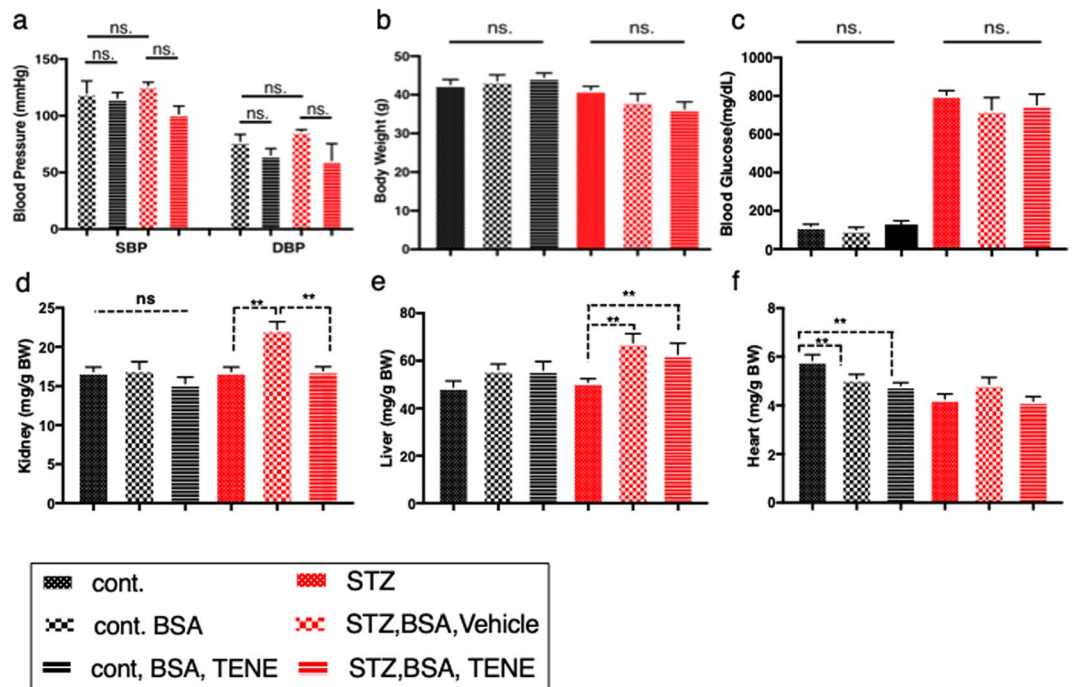 a
ns.
ns.
ns.
ns.
ns.
ns.
Blood Pressure (mmHg)
150
100
50
0
SBP
DBP
b
ns.
ns.
Body Weight (g)
50
40
30
20
10
0
c
ns.
ns.
Blood Glucose(mg/dL)
1000
800
600
400
200
0
d
ns
**
**
Kidney (mg/g BW)
25
20
15
10
5
0
e
**
**
Liver (mg/g BW)
80
60
40
20
0
f
**
**
Heart (mg/g BW)
8
6
4
2
0
cont.
STZ
cont. BSA
STZ,BSA,Vehicle
cont, BSA, TENE
STZ,BSA, TENE